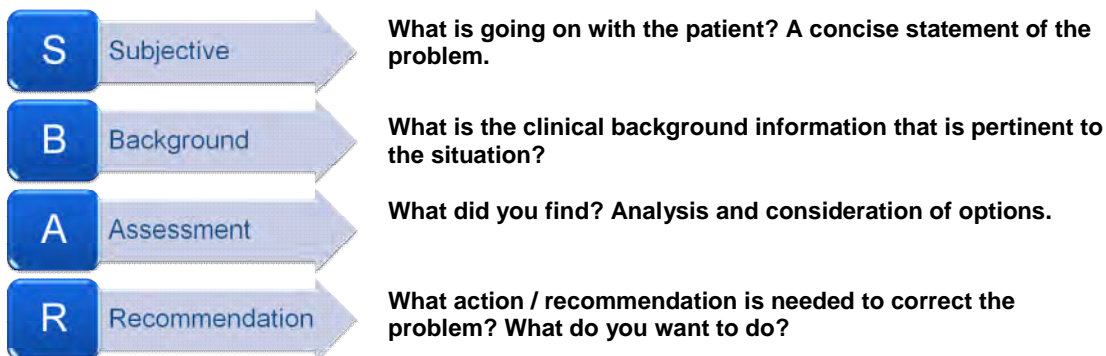 S Subjective What is going on with the patient? A concise statement of the
problem.
B Background What is the clinical background information that is pertinent to
the situation?
A Assessment What did you find? Analysis and consideration of options.
R Recommendation What action / recommendation is needed to correct the
problem? What do you want to do?